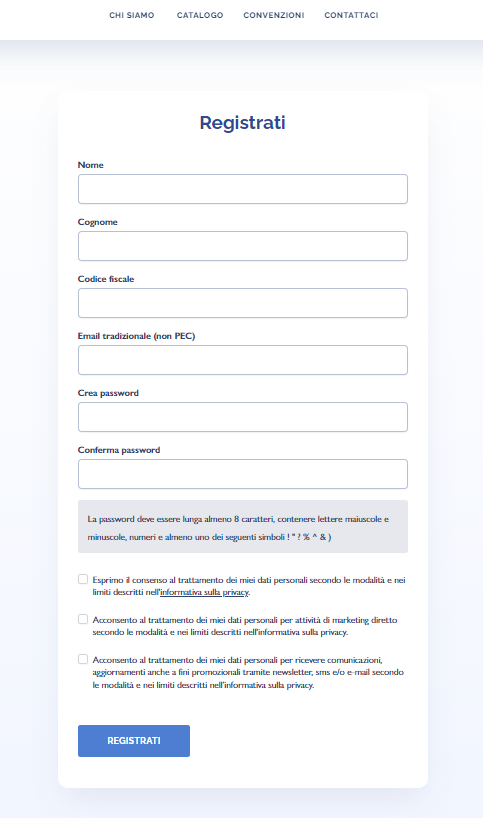 CHI SIAMO CATALOGO CONVENZIONI CONTATTACI
Registrati
Nome
Cognome
Codice fiscale
Email tradizionale (non PEC)
Crea password
Conferma password
La password deve essere lunga almeno 8 caratteri, contenere lettere maiuscole e
minuscole, numeri e almeno uno dei seguenti simboli ! " ? % ^ & )
Esprimo il consenso al trattamento dei miei dati personali secondo le modalità e nei
limiti descritti nell'informativa sulla privacy.
Acconsento al trattamento dei miei dati personali per attività di marketing diretto
secondo le modalità e nei limiti descritti nell'informativa sulla privacy.
Acconsento al trattamento dei miei dati personali per ricevere comunicazioni,
aggiornamenti anche a fini promozionali tramite newsletter, sms e/o e-mail secondo
le modalità e nei limiti descritti nell'informativa sulla privacy.
REGISTRATI